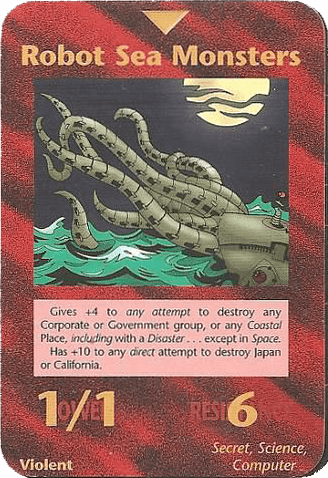 Robot Sea Monsters
Gives +4 to any attempt to destroy any
Corporate or Government group, or any Coastal
Place, including with a Disaster . . . except in Space.
Has +10 to any direct attempt to destroy Japan
or California.
1/1 6
Secret, Science,
Violent Computer